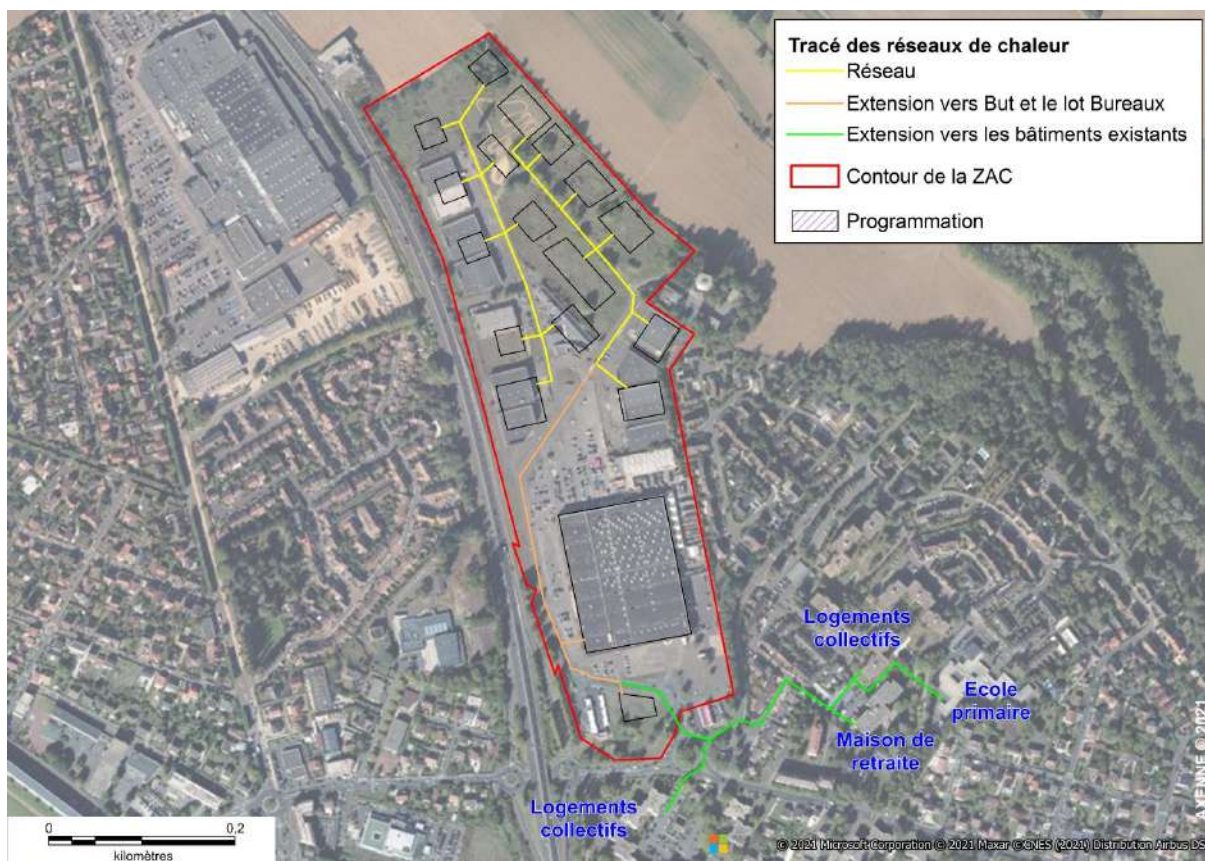 Tracé des réseaux de chaleur
Réseau
Extension vers But et le lot Bureaux
Extension vers les bâtiments existants
Contour de la ZAC
Programmation
Logements
collectifs
Ecole
primaire
Maison de
retraite
Logements
collectifs
AXENNE © 2021
0 0,2
kilomètres
© 2021 Microsoft Corporation © 2021 Maxar © CNES (2021) Distribution Airbus DS